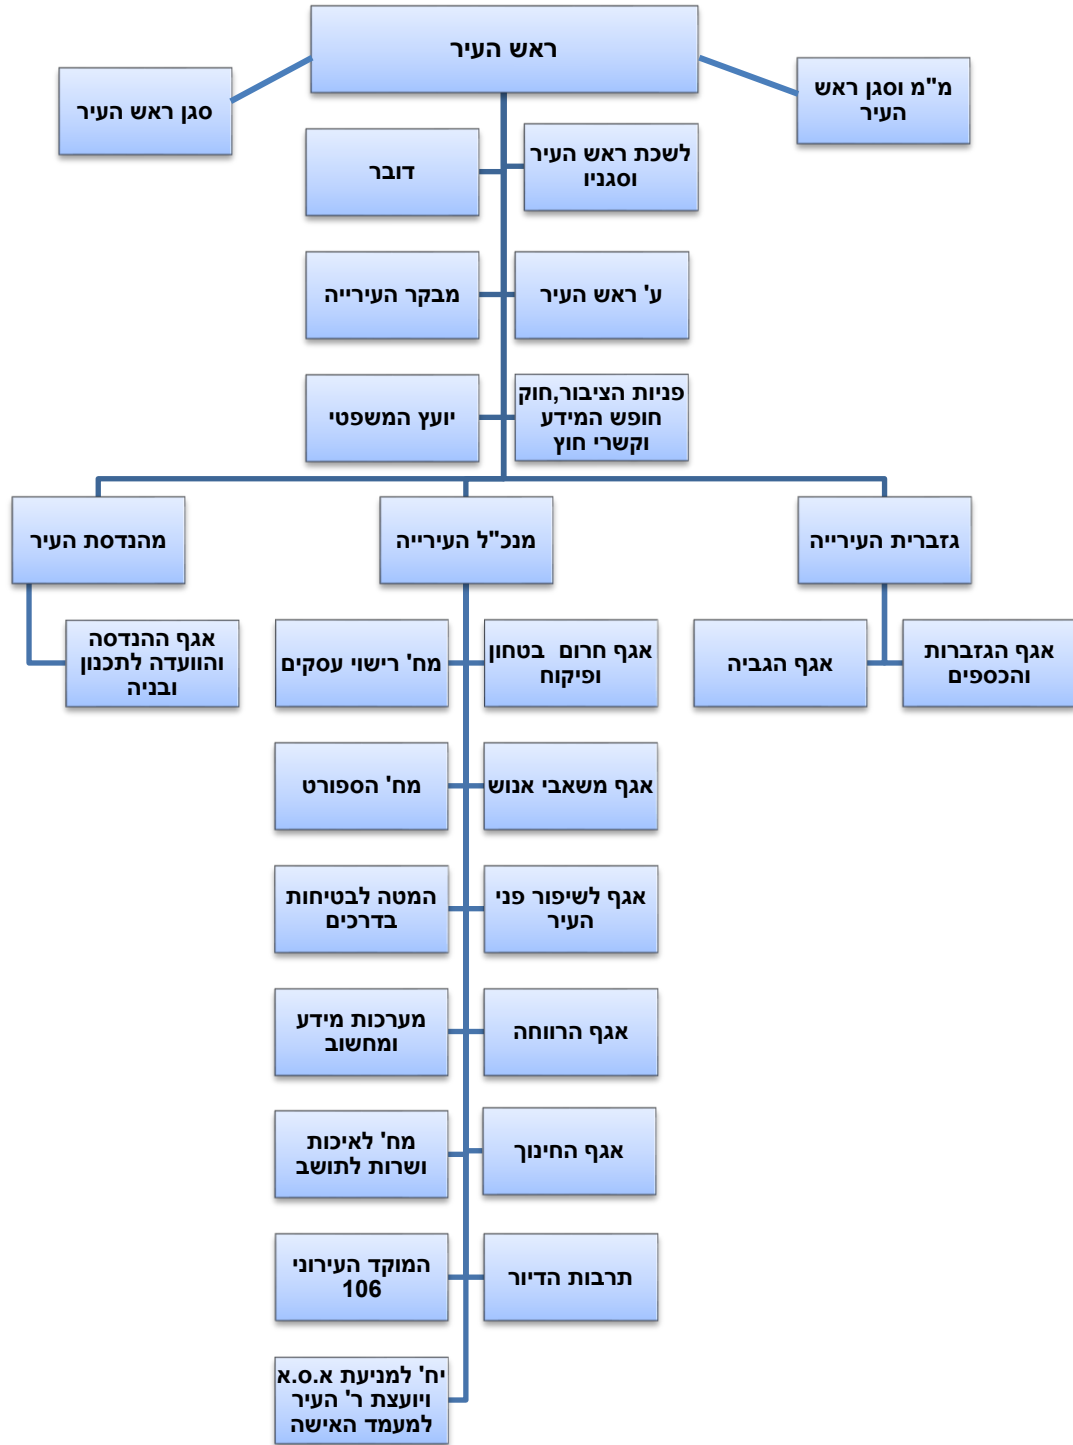 ראש העיר
מ"מ וסגן ראש
העיר
סגן ראש העיר
לשכת ראש העיר
וסגניו
דובר
ע' ראש העיר
מבקר העירייה
פניות הציבור,חוק
חופש המידע
וקשרי חוץ
יועץ המשפטי
גזברית העירייה
מנכ"ל העירייה
מהנדסת העיר
אגף הגזברות
והכספים
אגף הגביה
אגף חרום בטחון
ופיקוח
מח' רישוי עסקים
אגף ההנדסה
והוועדה לתכנון
ובניה
אגף משאבי אנוש
מח' הספורט
אגף לשיפור פני
העיר
המטה לבטיחות
בדרכים
אגף הרווחה
מערכות מידע
ומחשוב
אגף החינוך
מח' לאיכות
ושרות לתושב
תרבות הדיור
המוקד העירוני
106
יח' למניעת א.ס.א
ויועצת ר' העיר
למעמד האישה